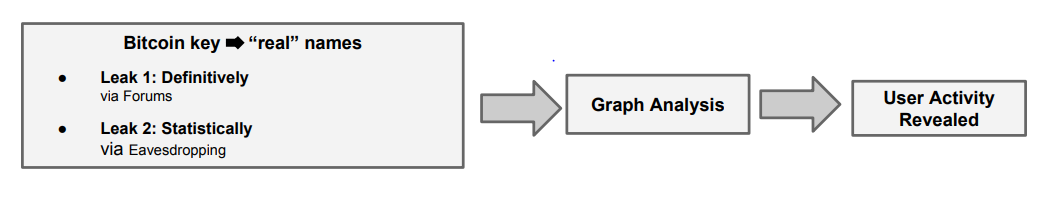 Bitcoin key ➡ “real” names
● Leak 1: Definitively
via Forums
● Leak 2: Statistically
via Eavesdropping
Graph Analysis
User Activity
Revealed